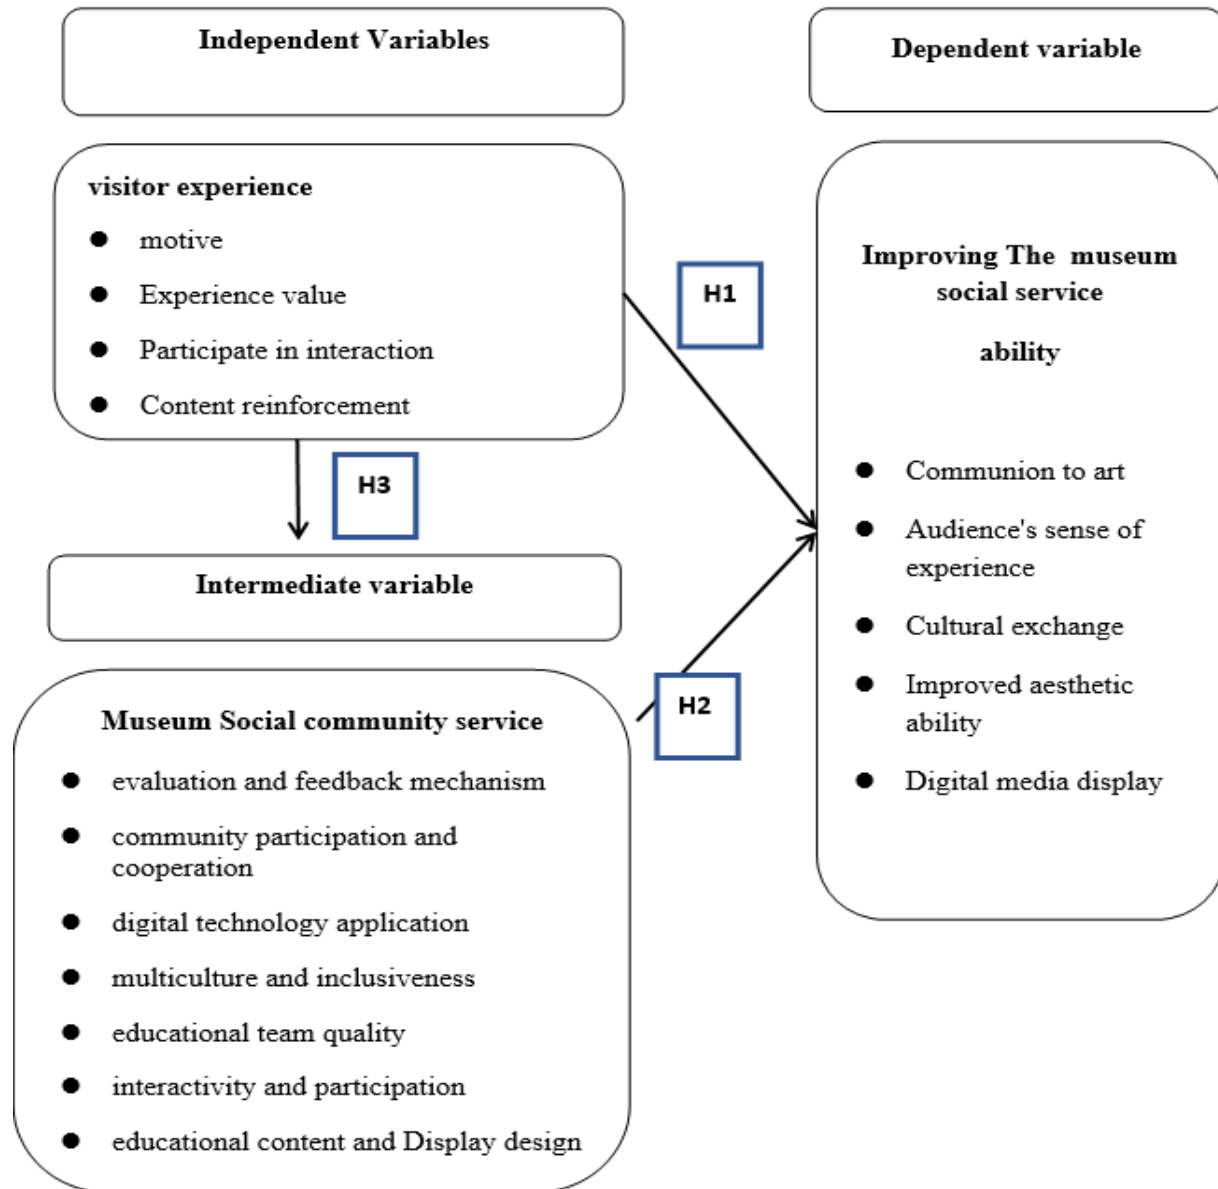 Independent Variables
Dependent variable
visitor experience
motive
Experience value
Participate in interaction
Content reinforcement
H1
Improving The museum
social service
ability
Communion to art
Audience's sense of
experience
Cultural exchange
Improved aesthetic
ability
Digital media display
H3
Intermediate variable
H2
Museum Social community service
evaluation and feedback mechanism
community participation and
cooperation
digital technology application
multiculture and inclusiveness
educational team quality
interactivity and participation
educational content and Display design